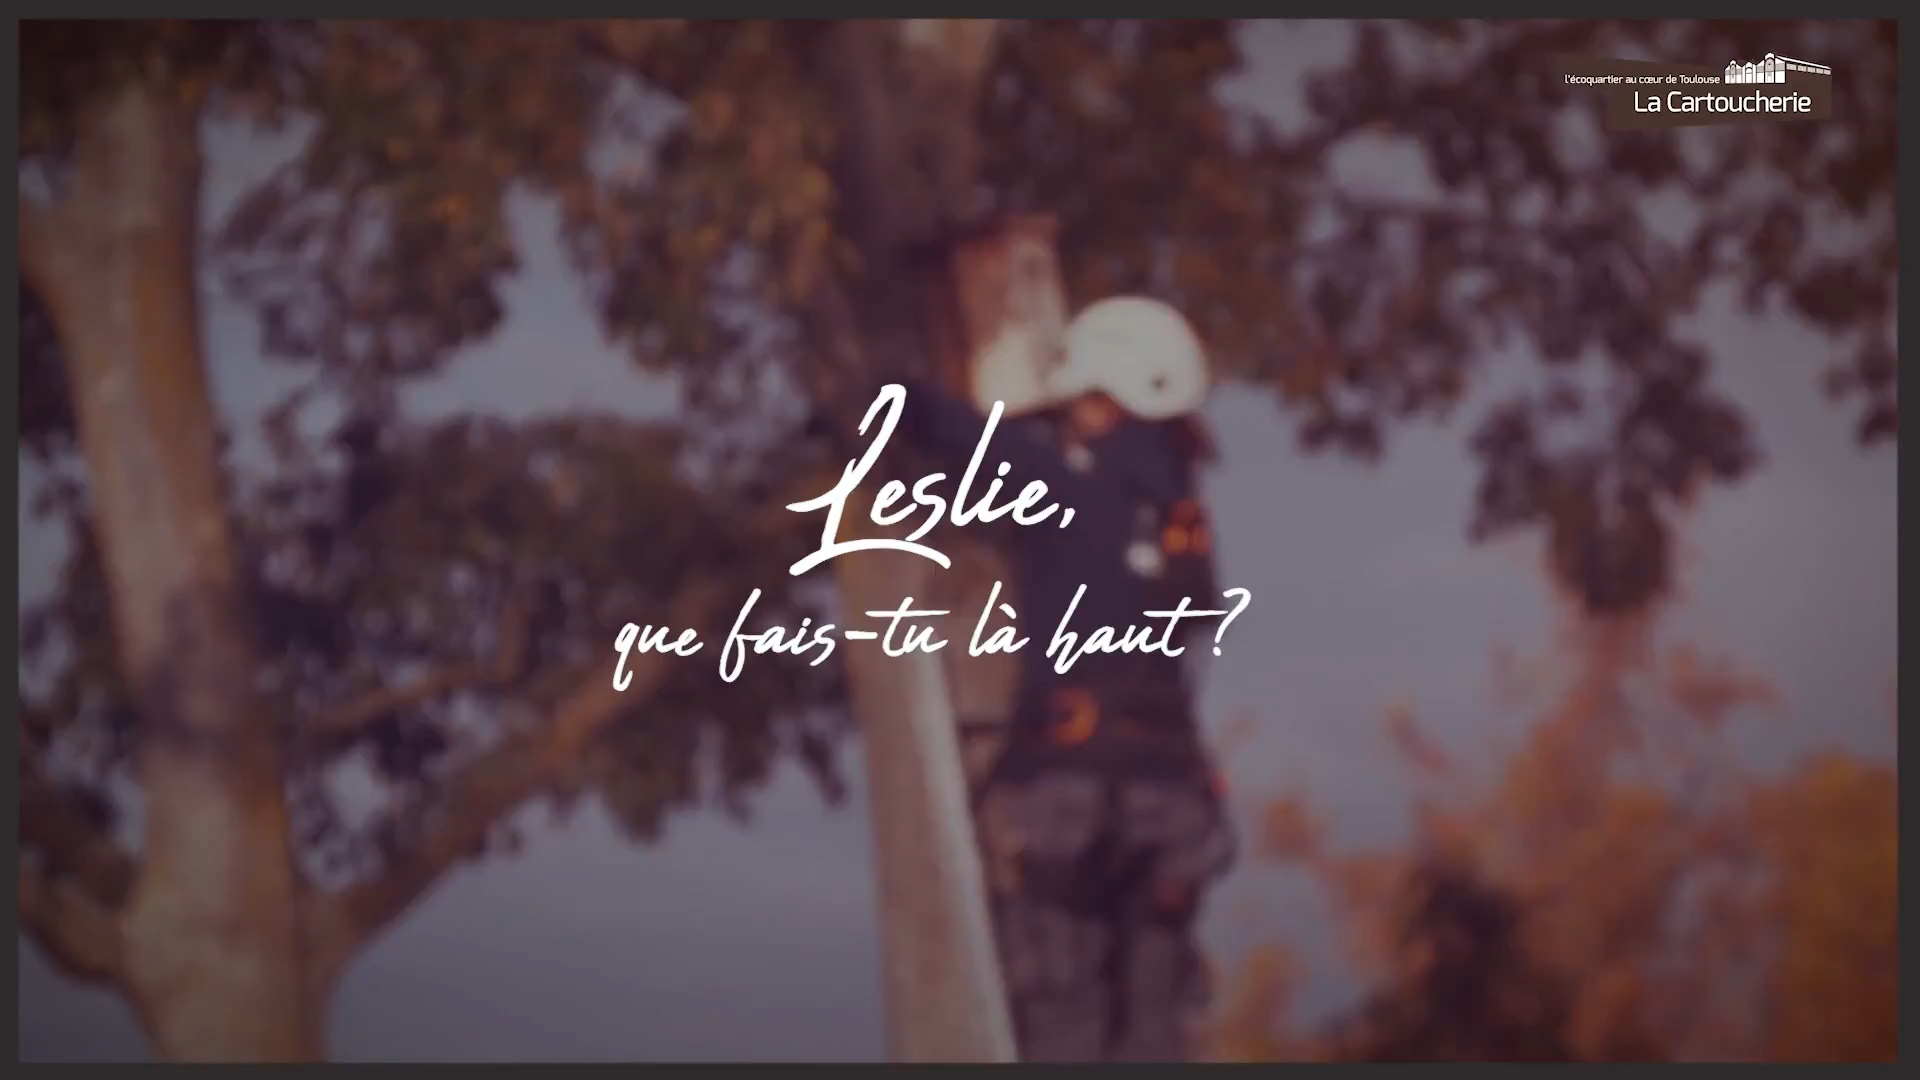 l'écoquartier au cœur de Toulouse
La Cartoucherie
Leslie,
que fais-tu là haut ?